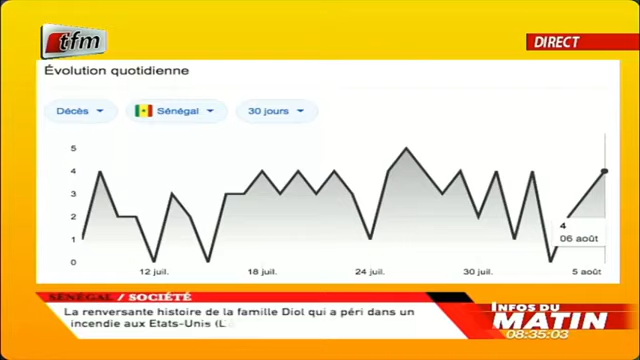 tfm
DIRECT
Évolution quotidienne
Décès
Sénégal
30 jours
5
4
3
2
1
0
4
06 août
12 juil.
18 juil.
24 juil.
30 juil.
5 août
SÉNÉGAL / SOCIÉTÉ
La renversante histoire de la famille Diol qui a péri dans un
incendie aux Etats-Unis
INFOS DU
MATIN
08:35:03